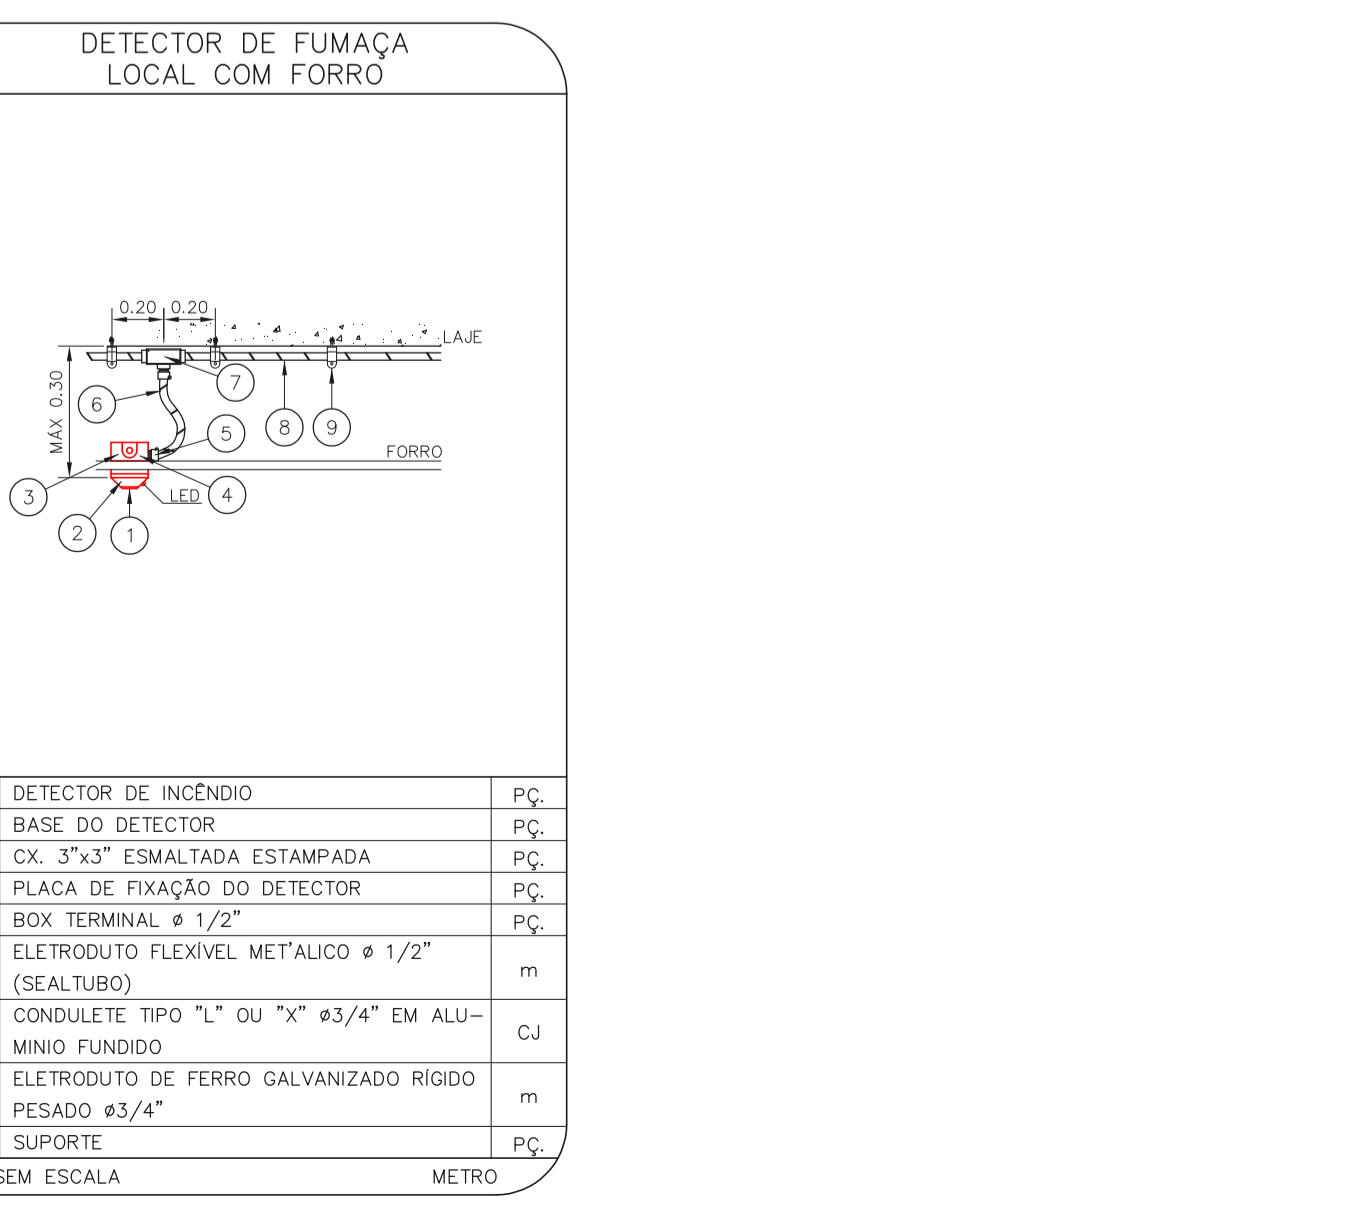 DETECTOR DE FUMAÇA
LOCAL COM FORRO
0.20 0.20
LAJE
MÁX 0.30
7
6
8
9
5
FORRO
3
LED
4
2
1
DETECTOR DE INCÊNDIO PÇ.
BASE DO DETECTOR PÇ.
CX. 3”x3” ESMALTADA ESTAMPADA PÇ.
PLACA DE FIXAÇÃO DO DETECTOR PÇ.
BOX TERMINAL ø 1/2” PÇ.
ELETRODUTO FLEXÍVEL MET’ALICO ø 1/2”
(SEALTUBO)
m
CONDULETE TIPO ”L” OU ”X” ø3/4” EM ALU–
MINIO FUNDIDO
CJ
ELETRODUTO DE FERRO GALVANIZADO RÍGIDO
PESADO ø3/4”
m
SUPORTE PÇ.
SEM ESCALA METRO